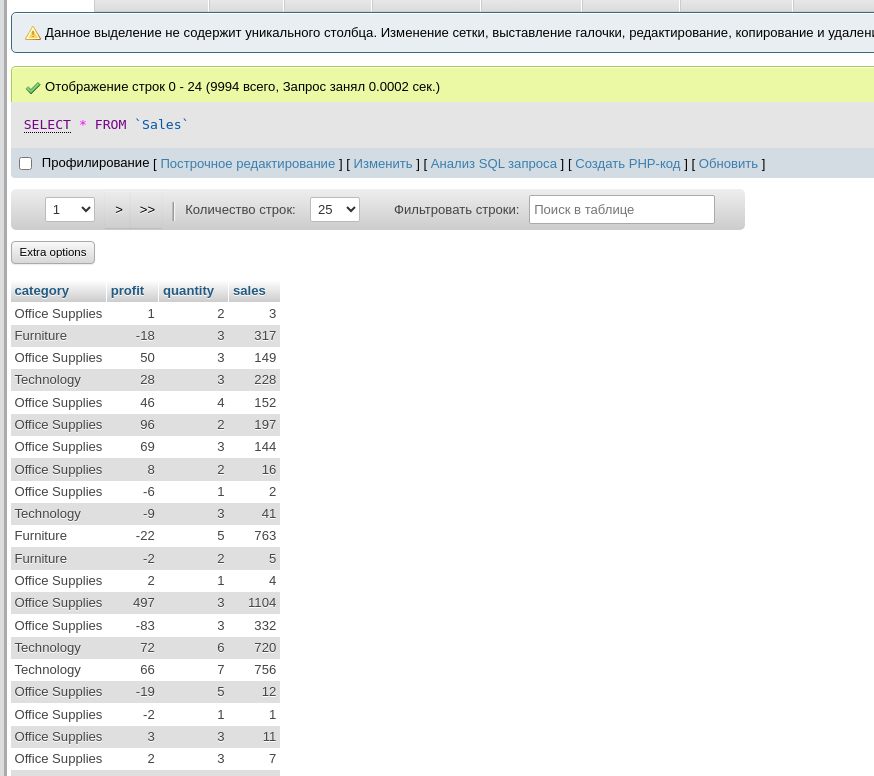 Данное выделение не содержит уникального столбца. Изменение сетки, выставление галочки, редактирование, копирование и
Отображение строк 0 - 24 (9994 всего, Запрос занял 0.0002 сек.)
SELECT * FROM `Sales`
Профилирование [ Построчное редактирование ] [ Изменить ] [ Анализ SQL запроса ] [ Создать PHP-код ] [ Обновить ]
1 > >> | Количество строк: 25 Фильтровать строки: Поиск в таблице
Extra options
category profit quantity sales
Office Supplies 1 2 3
Furniture -18 3 317
Office Supplies 50 3 149
Technology 28 3 228
Office Supplies 46 4 152
Office Supplies 96 2 197
Office Supplies 69 3 144
Office Supplies 8 2 16
Office Supplies -6 1 2
Technology -9 3 41
Furniture -22 5 763
Furniture -2 2 5
Office Supplies 2 1 4
Office Supplies 497 3 1104
Office Supplies -83 3 332
Technology 72 6 720
Technology 66 7 756
Office Supplies -19 5 12
Office Supplies -2 1 1
Office Supplies 3 3 11
Office Supplies 2 3 7